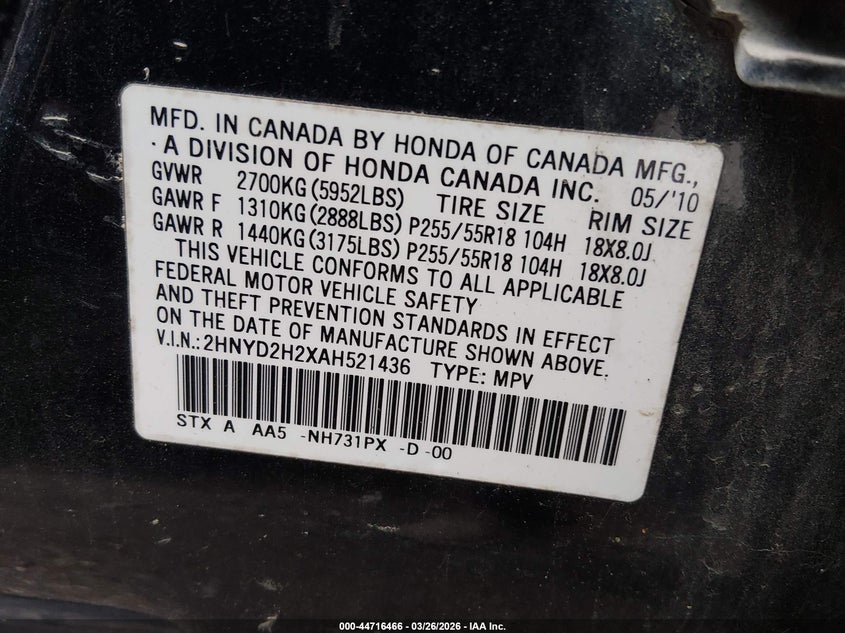 MFD. IN CANADA BY HONDA OF CANADA MFG.,
· A DIVISION OF HONDA CANADA INC. 05/'10
GVWR 2700KG (5952LBS) TIRE SIZE RIM SIZE
GAWR F 1310KG (2888LBS) P255/55R18 104H 18X8.0J
GAWR R 1440KG (3175LBS) P255/55R18 104H 18X8.0J
THIS VEHICLE CONFORMS TO ALL APPLICABLE
FEDERAL MOTOR VEHICLE SAFETY
AND THEFT PREVENTION STANDARDS IN EFFECT
ON THE DATE OF MANUFACTURE SHOWN ABOVE.
V.I.N.: 2HNYD2H2XAH521436 TYPE: MPV
STX A AA5 -NH731PX -D -00
000-44716466 - 03/26/2026 - IAA Inc.